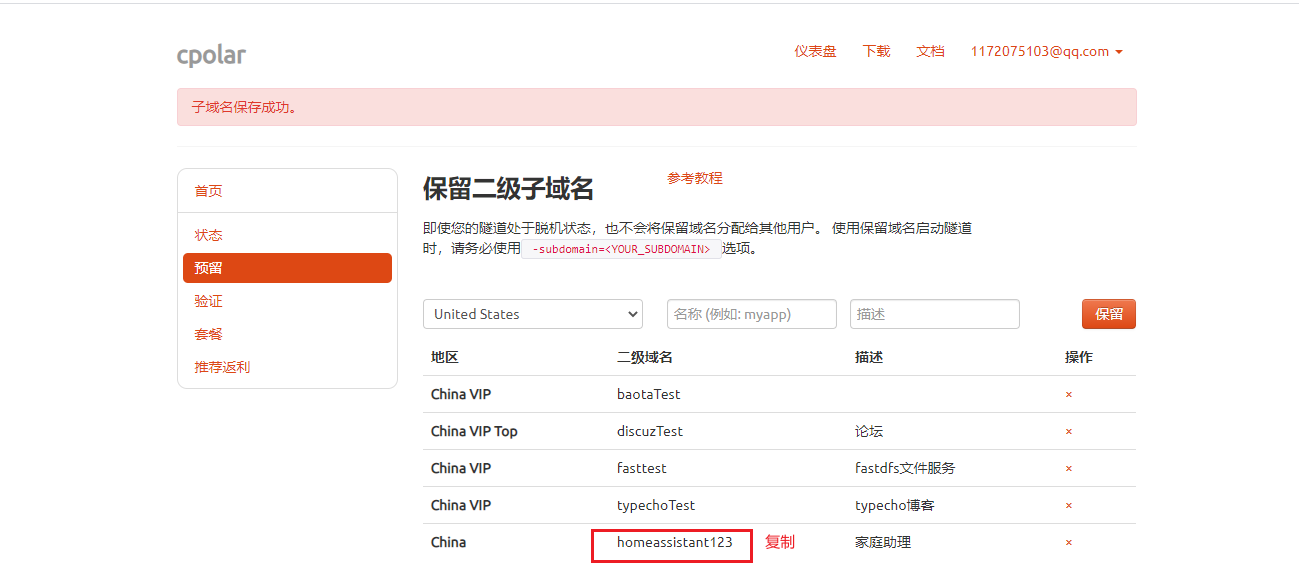 cpolar
仪表盘 下载 文档 1172075103@qq.com
子域名保存成功。
首页
状态
预留
验证
套餐
推荐返利
保留二级子域名 参考教程
即使您的隧道处于脱机状态，也不会将保留域名分配给其他用户。 使用保留域名启动隧道
时，请务必使用 -subdomain=<YOUR_SUBDOMAIN> 选项。
United States 名称 (例如: myapp) 描述 保留
地区 二级域名 描述 操作
China VIP baotaTest ×
China VIP Top discuzTest 论坛 ×
China VIP fasttest fastdfs文件服务 ×
China VIP typechoTest typecho博客 ×
China homeassistant123 复制 家庭助理 ×